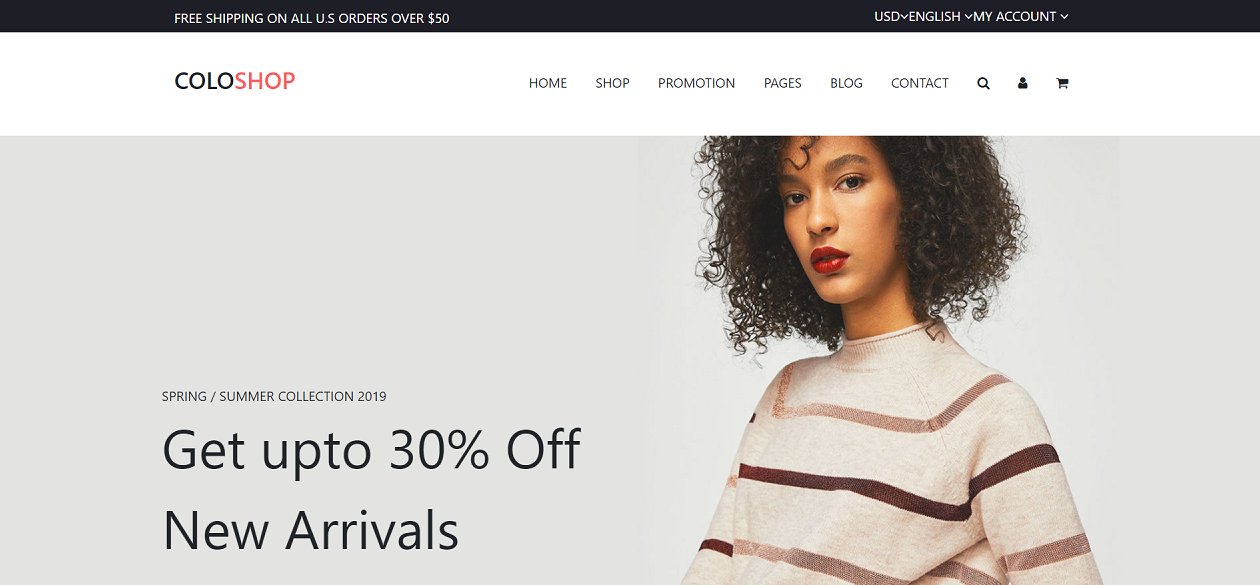 FREE SHIPPING ON ALL U.S ORDERS OVER $50
USD ENGLISH MY ACCOUNT
COLOSHOP
HOME SHOP PROMOTION PAGES BLOG CONTACT
SPRING / SUMMER COLLECTION 2019
Get upto 30% Off
New Arrivals